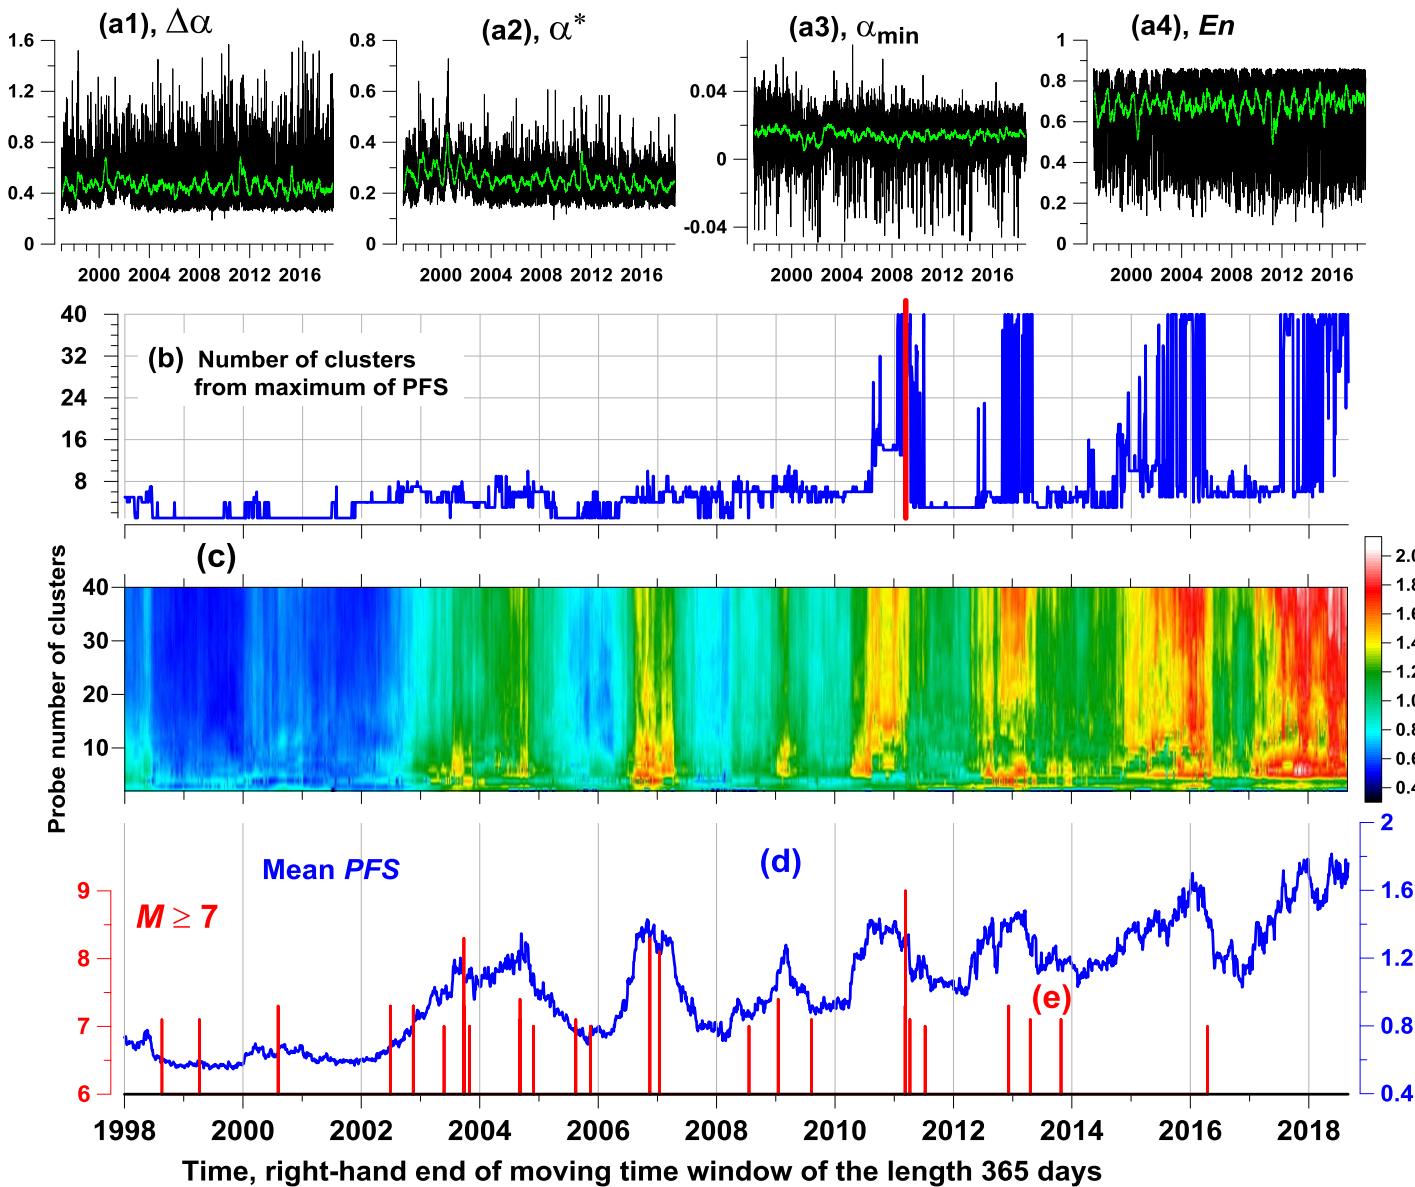 (a1), Δα
(a2), α*
(a3), αmin
(a4), En
1.6
1.2
0.8
0.4
0
2000 2004 2008 2012 2016
0.8
0.6
0.4
0.2
0
2000 2004 2008 2012 2016
0.04
0
-0.04
2000 2004 2008 2012 2016
1
0.8
0.6
0.4
0.2
0
2000 2004 2008 2012 2016
40
32
24
16
8
(b) Number of clusters
from maximum of PFS
(c)
Probe number of clusters
40
30
20
10
2.0
1.8
1.6
1.4
1.2
1.0
0.8
0.6
0.4
Mean PFS
(d)
M ≥ 7
(e)
9
8
7
6
2
1.6
1.2
0.8
0.4
1998 2000 2002 2004 2006 2008 2010 2012 2014 2016 2018
Time, right-hand end of moving time window of the length 365 days